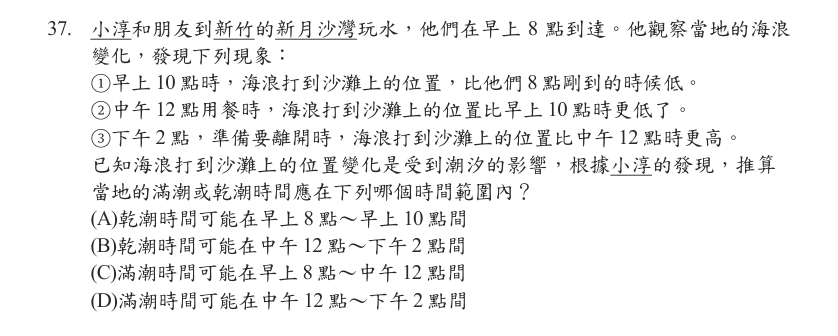 37. 小淳和朋友到新竹的新月沙灣玩水，他們在早上 8 點到達。他觀察當地的海浪
變化，發現下列現象：
①早上 10 點時，海浪打到沙灘上的位置，比他們 8 點剛到的時候低。
②中午 12 點用餐時，海浪打到沙灘上的位置比早上 10 點時更低了。
③下午 2 點，準備要離開時，海浪打到沙灘上的位置比中午 12 點時更高。
已知海浪打到沙灘上的位置變化是受到潮汐的影響，根據小淳的發現，推算
當地的滿潮或乾潮時間應在下列哪個時間範圍內？
(A)乾潮時間可能在早上 8 點～早上 10 點間
(B)乾潮時間可能在中午 12 點～下午 2 點間
(C)滿潮時間可能在早上 8 點～中午 12 點間
(D)滿潮時間可能在中午 12 點～下午 2 點間